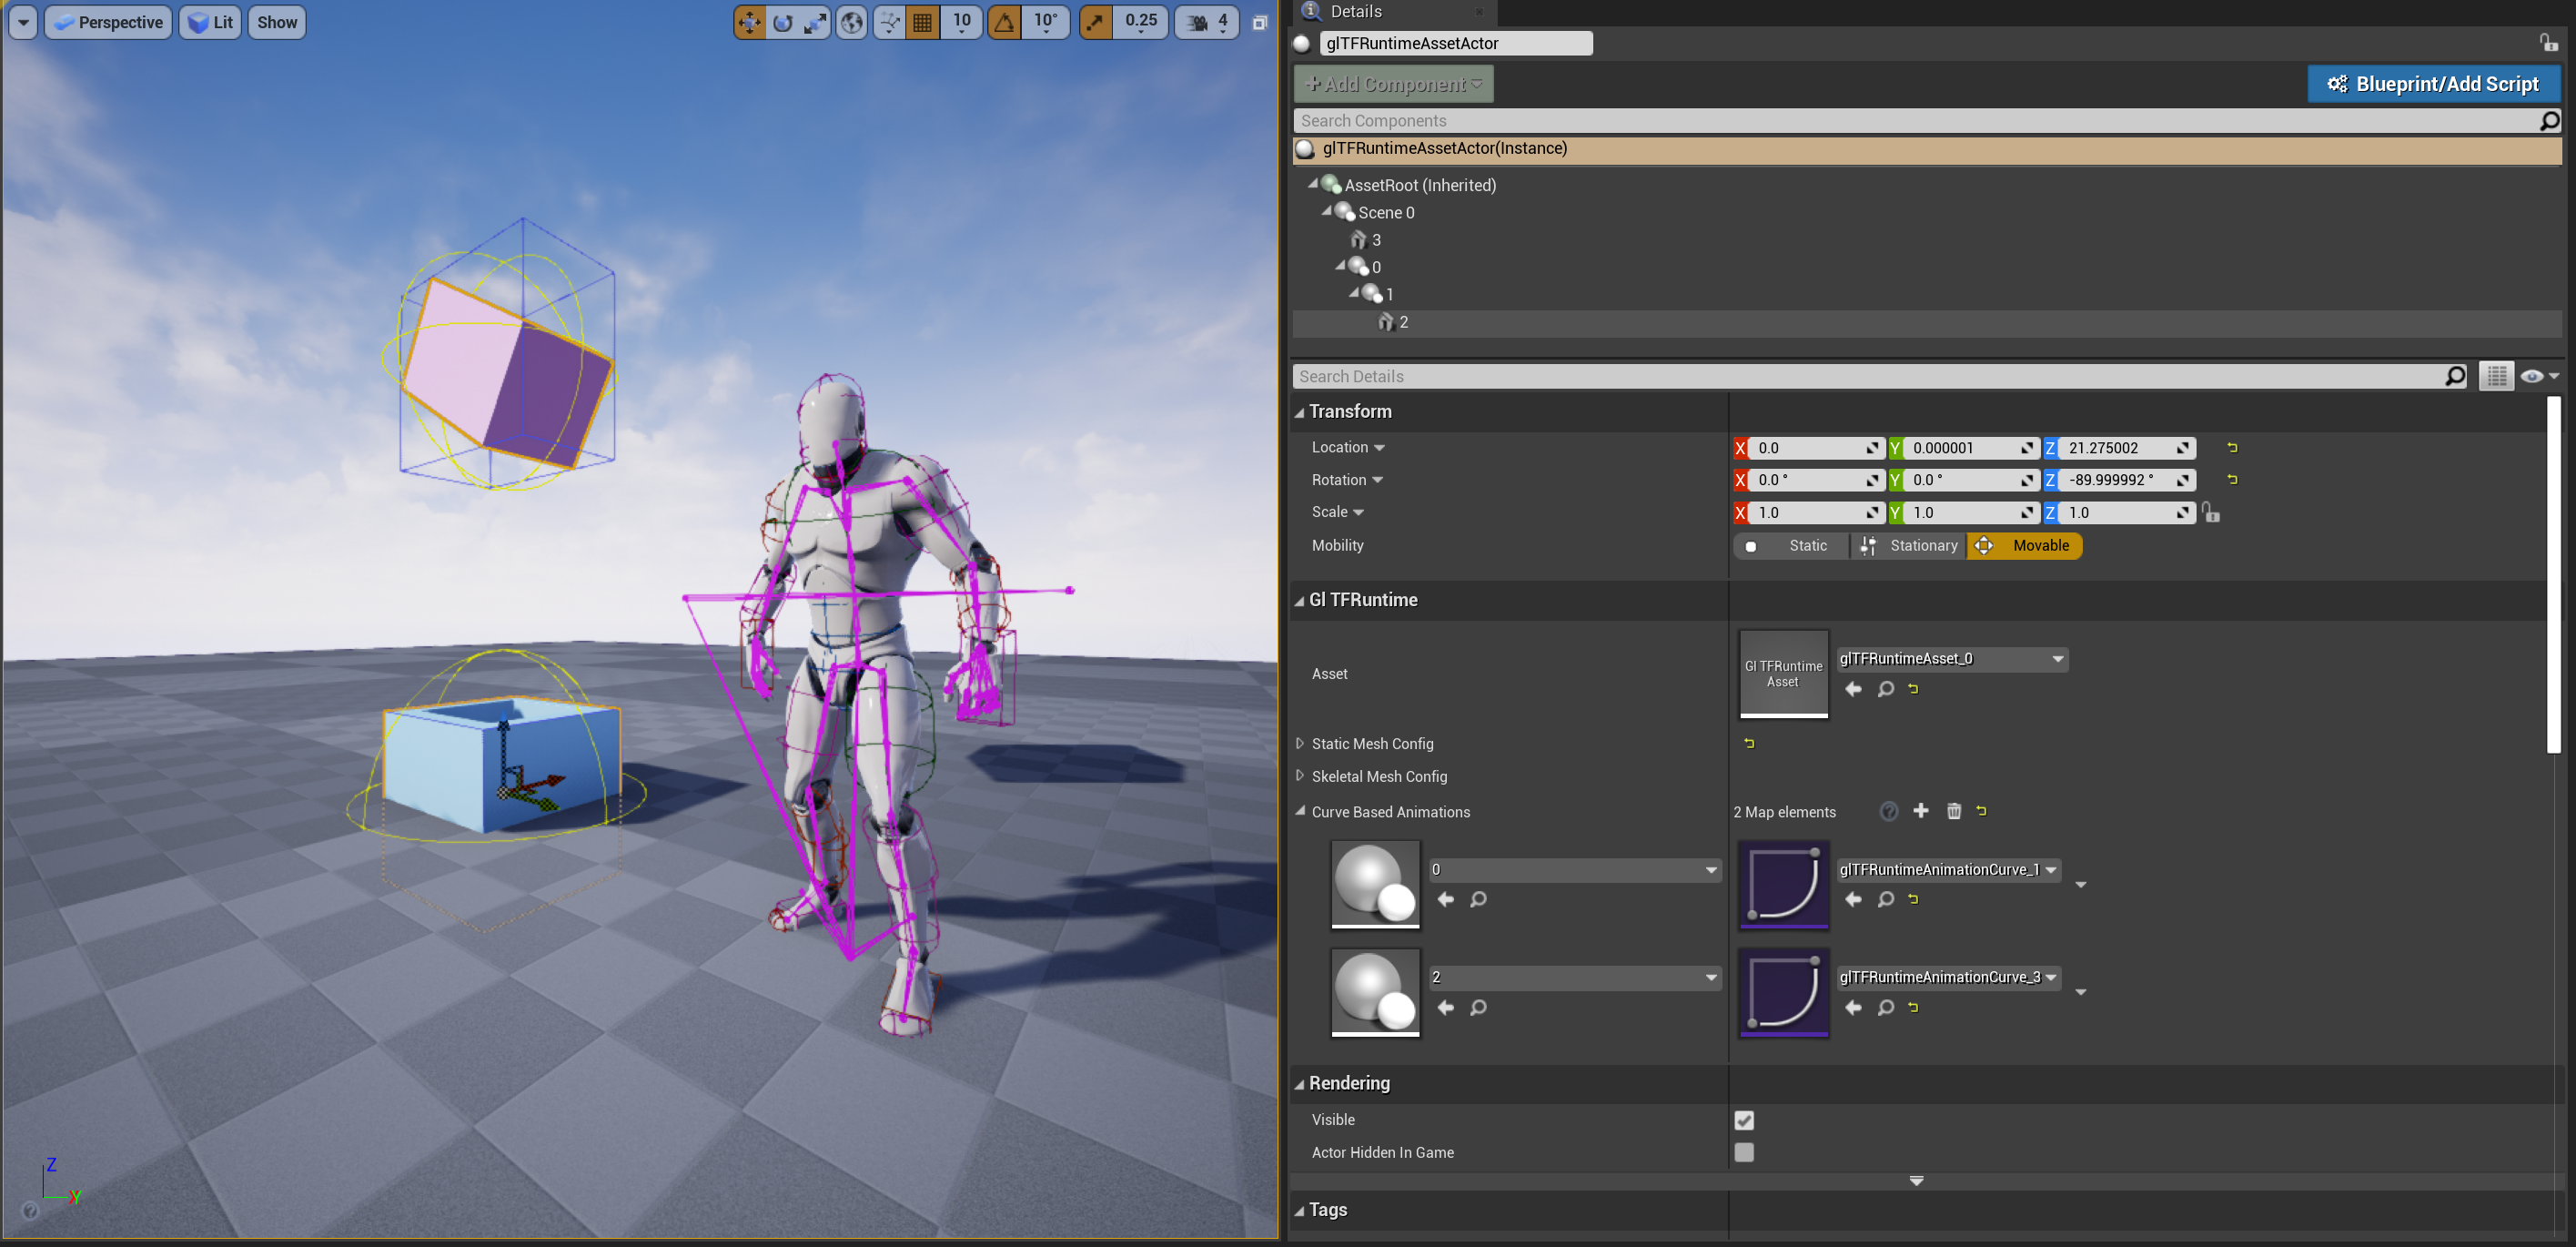 Perspective
Lit
Show
10
10°
0.25
4
Z
Y
Details
glTFRuntimeAssetActor
Add Component
Blueprint/Add Script
Search Components
glTFRuntimeAssetActor(Instance)
AssetRoot (Inherited)
Scene 0
3
0
1
2
Search Details
Transform
Location X 0.0 Y 0.000001 Z 21.275002
Rotation X 0.0 ° Y 0.0 ° Z -89.999992 °
Scale X 1.0 Y 1.0 Z 1.0
Mobility Static Stationary Movable
Gl TFRuntime
Asset
Gl TFRuntime
Asset
glTFRuntimeAsset_0
Static Mesh Config
Skeletal Mesh Config
Curve Based Animations 2 Map elements
0 glTFRuntimeAnimationCurve_1
2 glTFRuntimeAnimationCurve_3
Rendering
Visible
Actor Hidden In Game
Tags